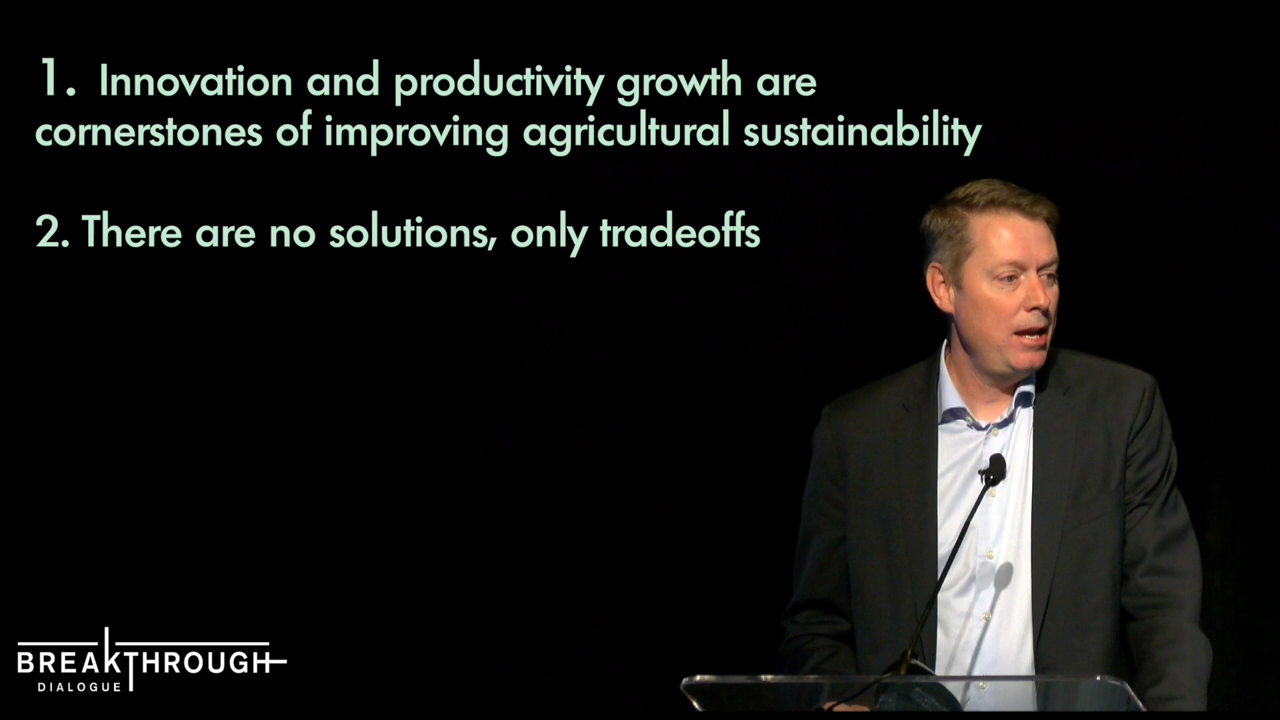 1. Innovation and productivity growth are
cornerstones of improving agricultural sustainability
2. There are no solutions, only tradeoffs
BREAKTHROUGH
DIALOGUE